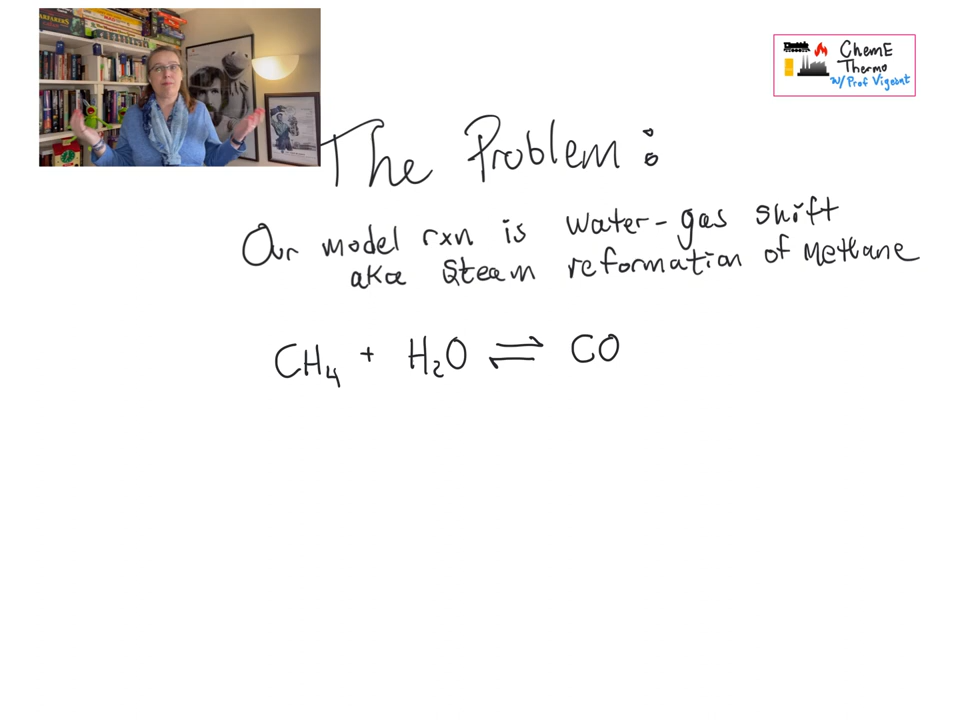 ChemE
Thermo
w/ Prof Vigeant
The Problem:
Our model rxn is water-gas shift
aka Steam reformation of Methane
CH₄ + H₂O ⇌ CO